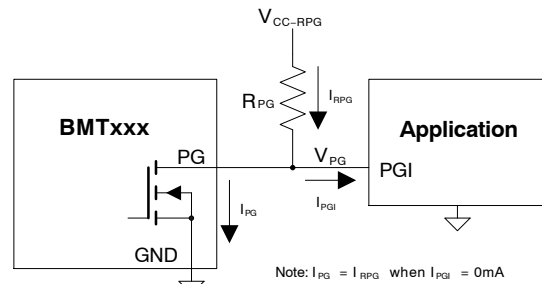 VCC-RPG
RPG
IRPG
BMTxxx
Application
PG
VPG
PGI
IPG
IPGI
GND
Note: IPG = IRPG when IPGI = 0mA